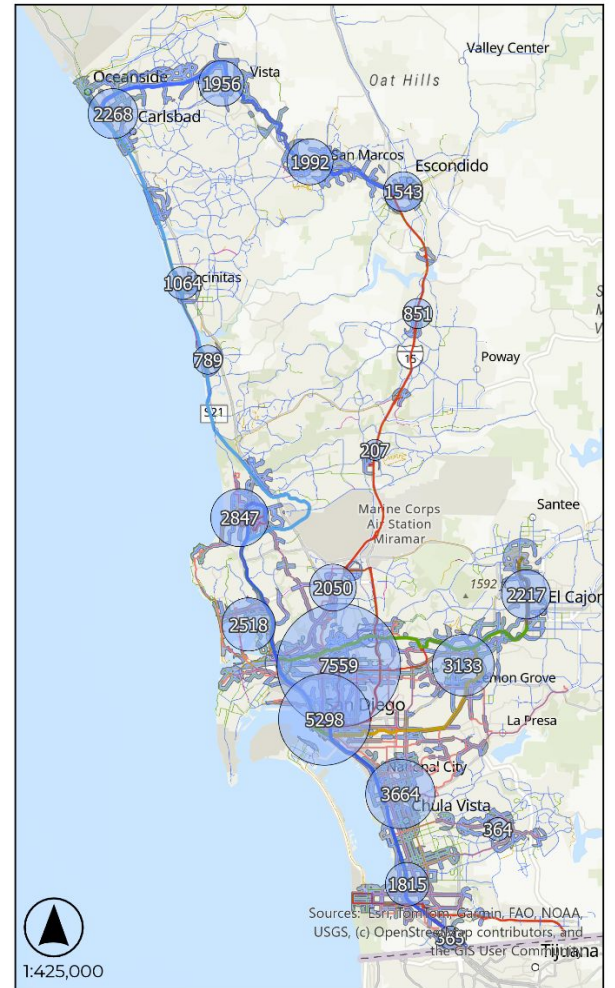 Valley Center
Oat Hills
Oceanside
Vista
1956
2268
Carlsbad
1992
San Marcos
Escondido
1543
1064
cinitas
851
15
789
Poway
S21
207
Marine Corps
Air Station
Miramar
Santee
2847
2050
1592
2217
El Cajon
2518
7559
3133
Lemon Grove
5298
San Diego
La Presa
National City
3664
Chula Vista
364
1815
Sources: Esri, TomTom, Garmin, FAO, NOAA,
USGS, (c) OpenStreetMap contributors, and
the GIS User Community
365
Tijuana
1:425,000